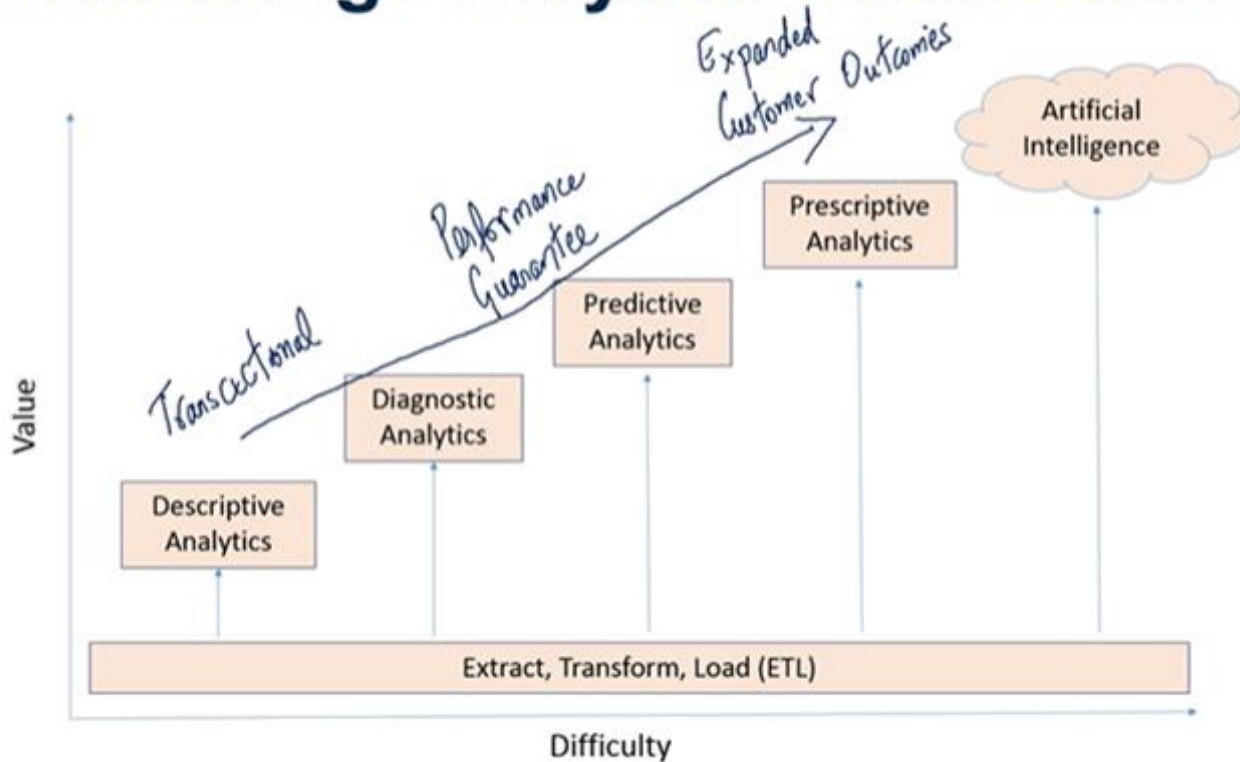 Expanded
Customer Outcomes
Artificial
Intelligence
Performance
Guarantee
Prescriptive
Analytics
Predictive
Analytics
Transactional
Diagnostic
Analytics
Value
Descriptive
Analytics
Extract, Transform, Load (ETL)
Difficulty